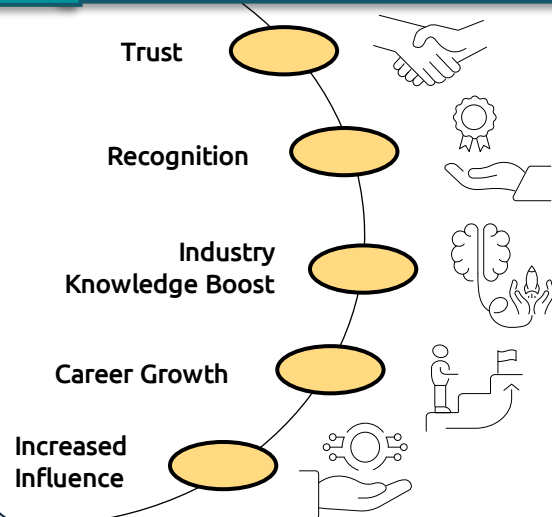 Trust
Recognition
Industry
Knowledge Boost
Career Growth
Increased
Influence